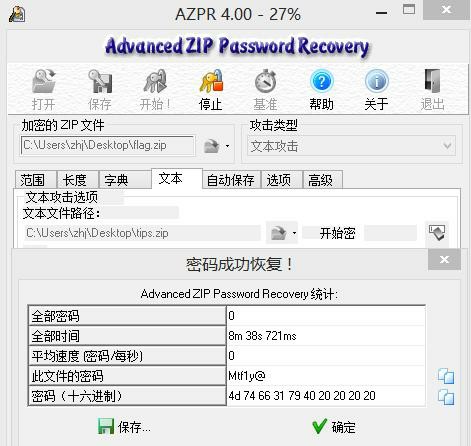 AZPR 4.00 - 27%
Advanced ZIP Password Recovery
打开 保存 开始！ 停止 基准 帮助 关于 退出
加密的 ZIP 文件 攻击类型
C:\Users\zhj\Desktop\flag.zip 文本攻击
范围 长度 字典 文本 自动保存 选项 高级
文本攻击选项
文本文件路径:
C:\Users\zhj\Desktop\tips.zip 开始密
密码成功恢复！
Advanced ZIP Password Recovery 统计:
全部密码 0
全部时间 8m 38s 721ms
平均速度(密码/每秒) 0
此文件的密码 Mtf1y@
密码（十六进制） 4d 74 66 31 79 40 20 20 20 20
保存... 确定